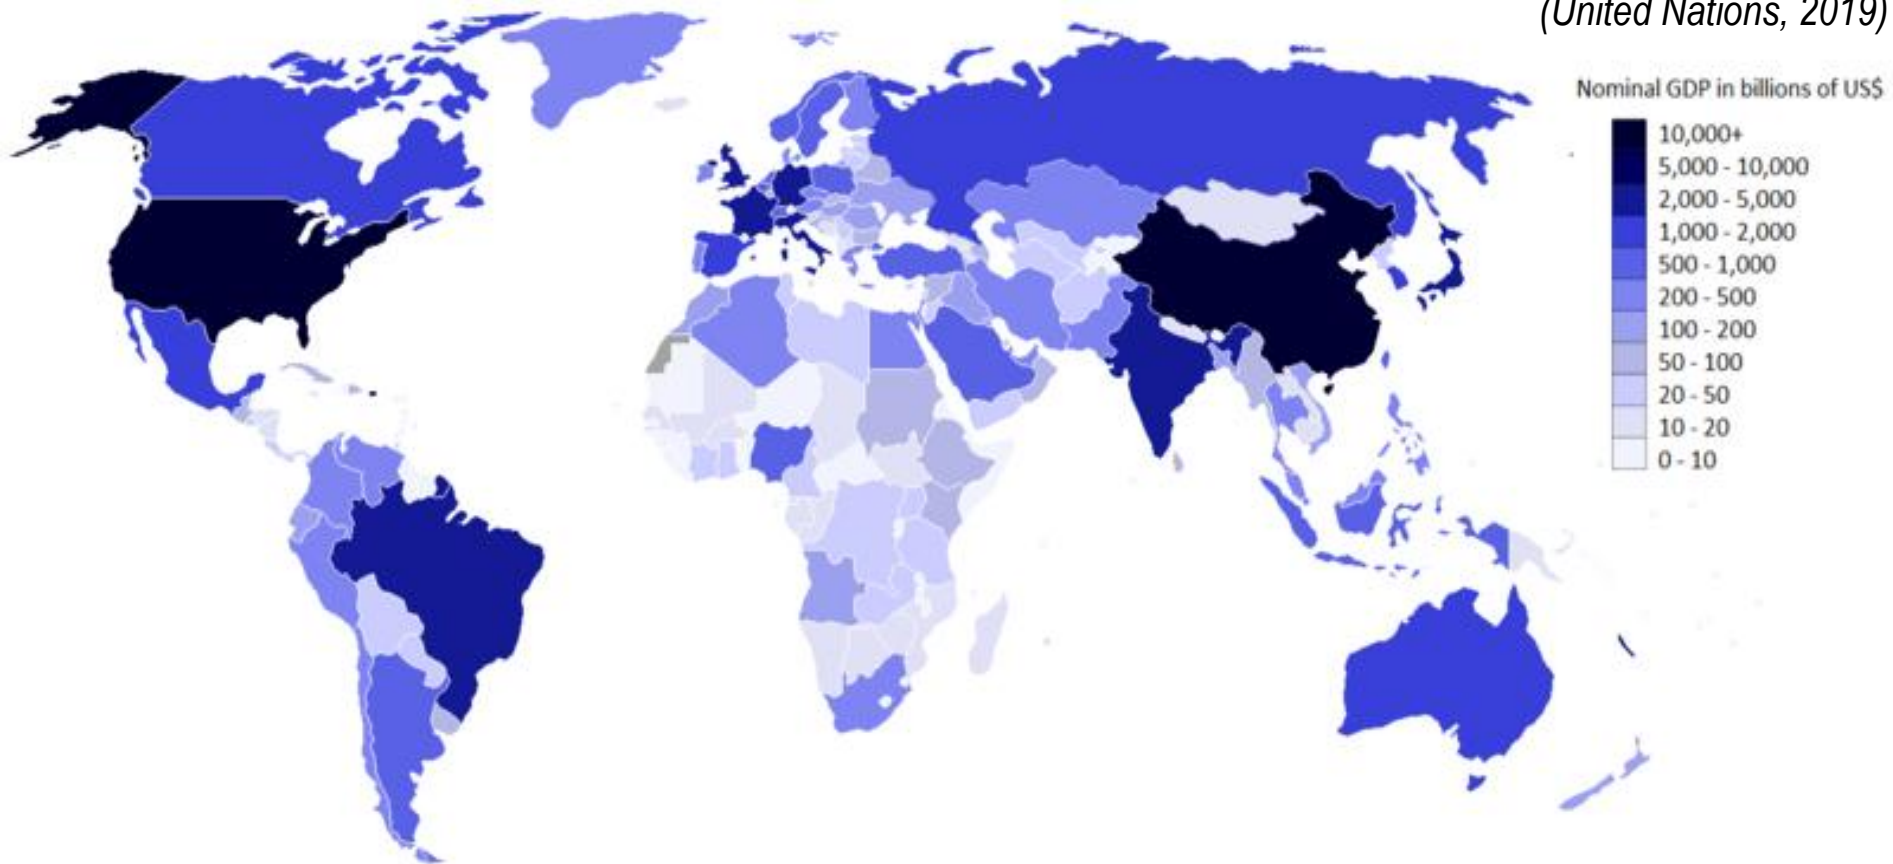 (United Nations, 2019)
Nominal GDP in billions of US$
10,000+
5,000 - 10,000
2,000 - 5,000
1,000 - 2,000
500 - 1,000
200 - 500
100 - 200
50 - 100
20 - 50
10 - 20
0 - 10